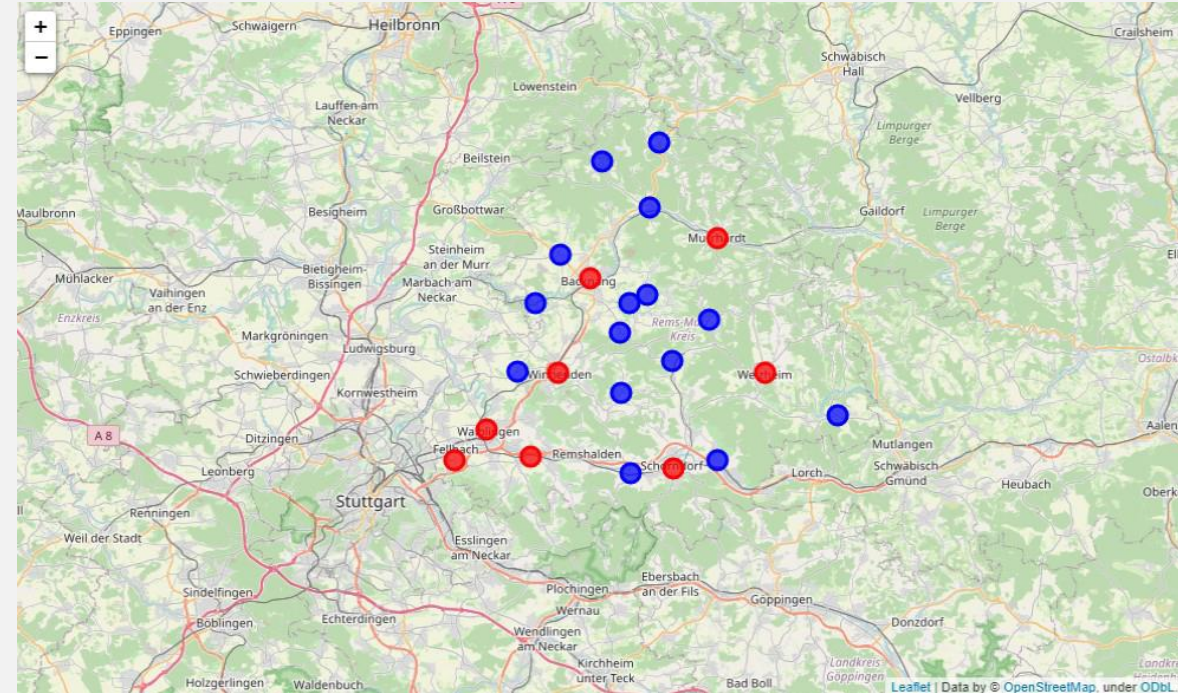 +
−
Eppingen
Schwaigern
Heilbronn
Crailsheim
Schwäbisch
Hall
Löwenstein
Vellberg
Lauffen am
Neckar
Limpurger
Berge
Beilstein
Maulbronn
Besigheim
Großbottwar
Gaildorf
Limpurger
Berge
Steinheim
an der Murr
Mühlacker
Bietigheim-
Bissingen
Marbach am
Neckar
Vaihingen
an der Enz
Enzkreis
Markgröningen
Kreis
Ludwigsburg
Schwieberdingen
Kornwestheim
A 8
Ditzingen
Fellbach
Remshalden
Mutlangen
Aalen
Leonberg
Lorch
Schwäbisch
Gmünd
Heubach
Stuttgart
Renningen
Weil der Stadt
Esslingen
am Neckar
Sindelfingen
Plochingen
Ebersbach
an der Fils
Göppingen
Wernau
Böblingen
Echterdingen
Donzdorf
Wendlingen
am Neckar
Kirchheim
unter Teck
Landkreis
Göppingen
Holzgerlingen
Waldenbuch
Bad Boll
Leaflet | Data by © OpenStreetMap, under ODbL.